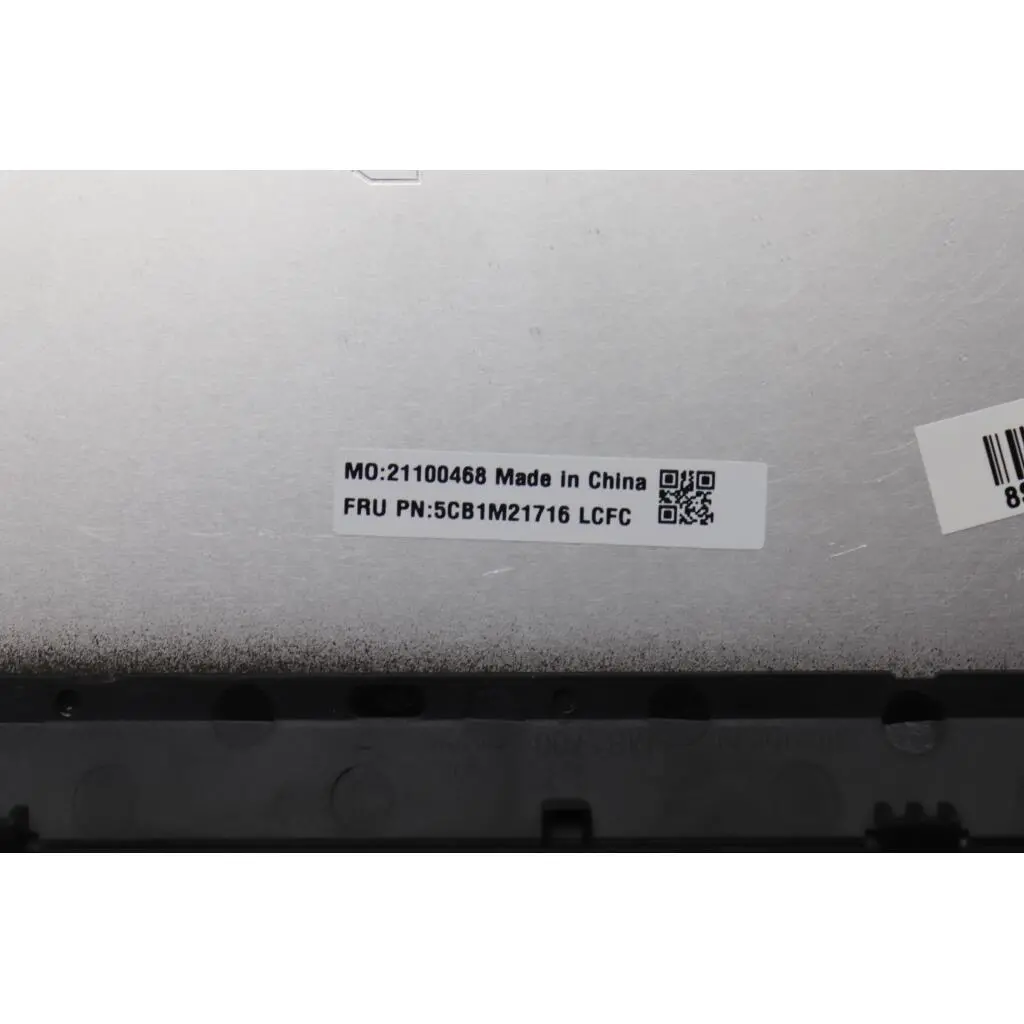 MO:21100468 Made in China
FRU PN:5CB1M21716 LCFC